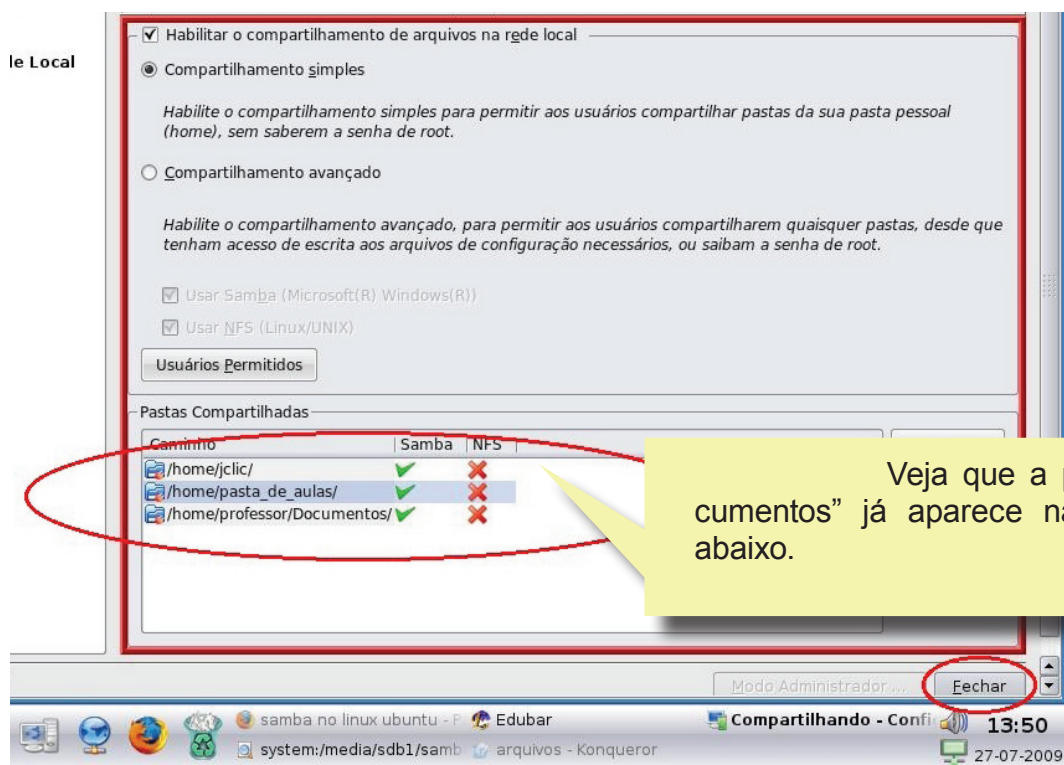 le Local
Habilitar o compartilhamento de arquivos na rede local
Compartilhamento simples
Habilite o compartilhamento simples para permitir aos usuários compartilhar pastas da sua pasta pessoal
(home), sem saberem a senha de root.
Compartilhamento avançado
Habilite o compartilhamento avançado, para permitir aos usuários compartilharem quaisquer pastas, desde que
tenham acesso de escrita aos arquivos de configuração necessários, ou saibam a senha de root.
Usar Samba (Microsoft(R) Windows(R))
Usar NFS (Linux/UNIX)
Usuários Permitidos
Pastas Compartilhadas
Caminho Samba NFS
/home/jclic/
/home/pasta_de_aulas/
/home/professor/Documentos/
Veja que a p
cumentos” já aparece na
abaixo.
Modo Administrador ... Fechar
samba no linux ubuntu - P Edubar Compartilhando - Confi 13:50
system:/media/sdb1/samb arquivos - Konqueror 27-07-2009